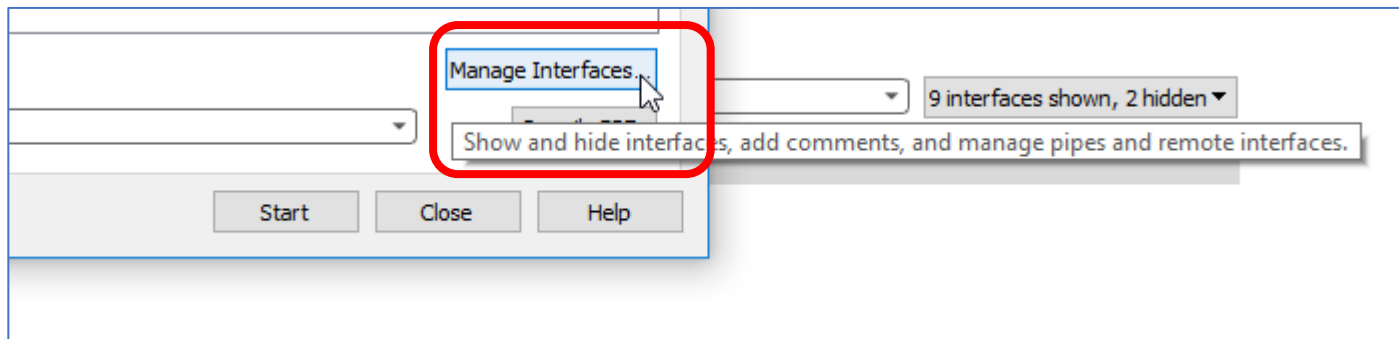 Manage Interfaces...
9 interfaces shown, 2 hidden
Show and hide interfaces, add comments, and manage pipes and remote interfaces.
Start Close Help